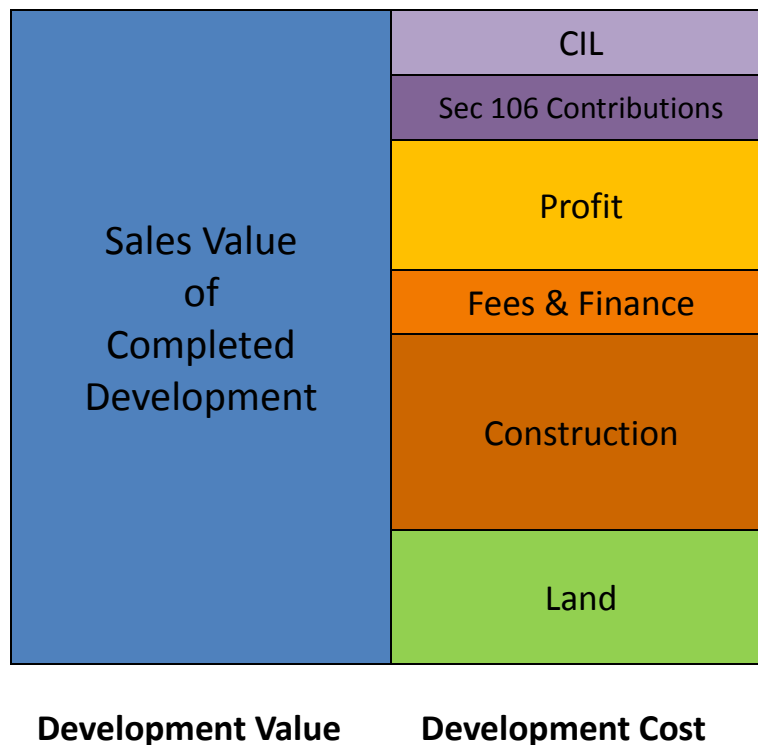 Sales Value
of
Completed
Development
CIL
Sec 106 Contributions
Profit
Fees & Finance
Construction
Land
Development Value
Development Cost